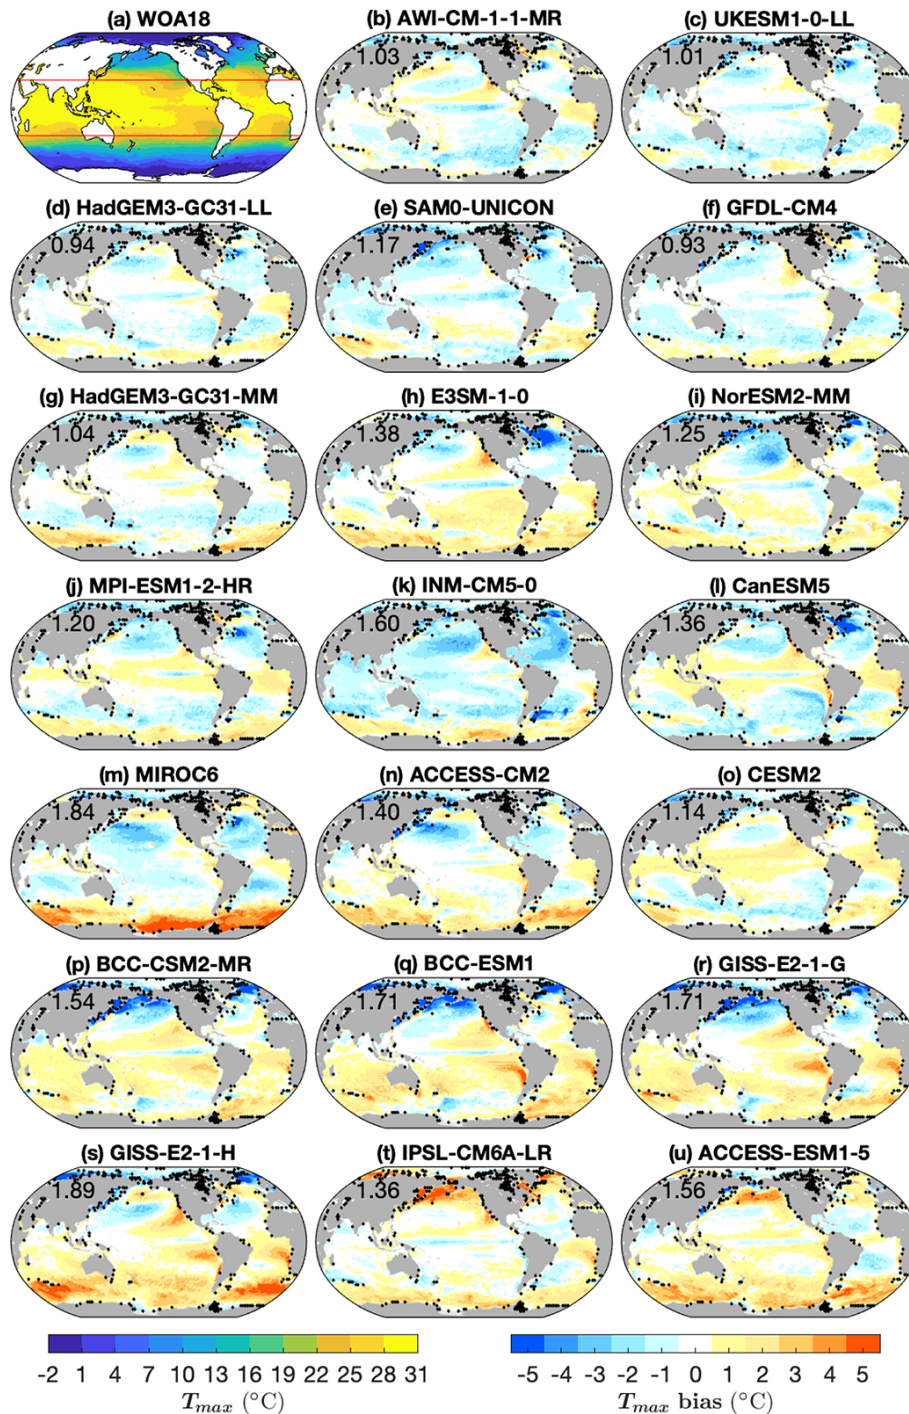 (a) WOA18
(b) AWI-CM-1-1-MR
(c) UKESM1-0-LL
1.03
1.01
(d) HadGEM3-GC31-LL
(e) SAM0-UNICON
(f) GFDL-CM4
0.94
1.17
0.93
(g) HadGEM3-GC31-MM
(h) E3SM-1-0
(i) NorESM2-MM
1.04
1.38
1.25
(j) MPI-ESM1-2-HR
(k) INM-CM5-0
(l) CanESM5
1.20
1.60
1.36
(m) MIROC6
(n) ACCESS-CM2
(o) CESM2
1.84
1.40
1.14
(p) BCC-CSM2-MR
(q) BCC-ESM1
(r) GISS-E2-1-G
1.54
1.71
1.71
(s) GISS-E2-1-H
(t) IPSL-CM6A-LR
(u) ACCESS-ESM1-5
1.89
1.36
1.56
-2 1 4 7 10 13 16 19 22 25 28 31
-5 -4 -3 -2 -1 0 1 2 3 4 5
Tmax (°C)
Tmax bias (°C)